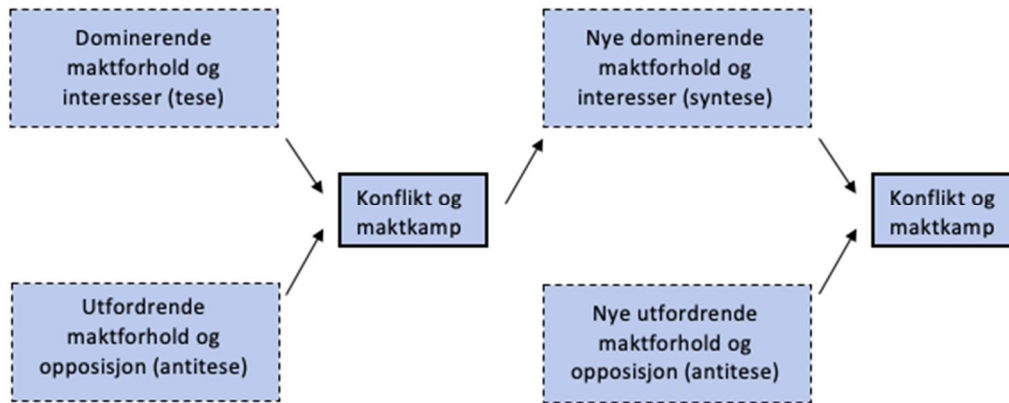 Dominerende
maktforhold og
interesser (tese)
Utfordrende
maktforhold og
opposisjon (antitese)
Konflikt og
maktkamp
Nye dominerende
maktforhold og
interesser (syntese)
Nye utfordrende
maktforhold og
opposisjon (antitese)
Konflikt og
maktkamp